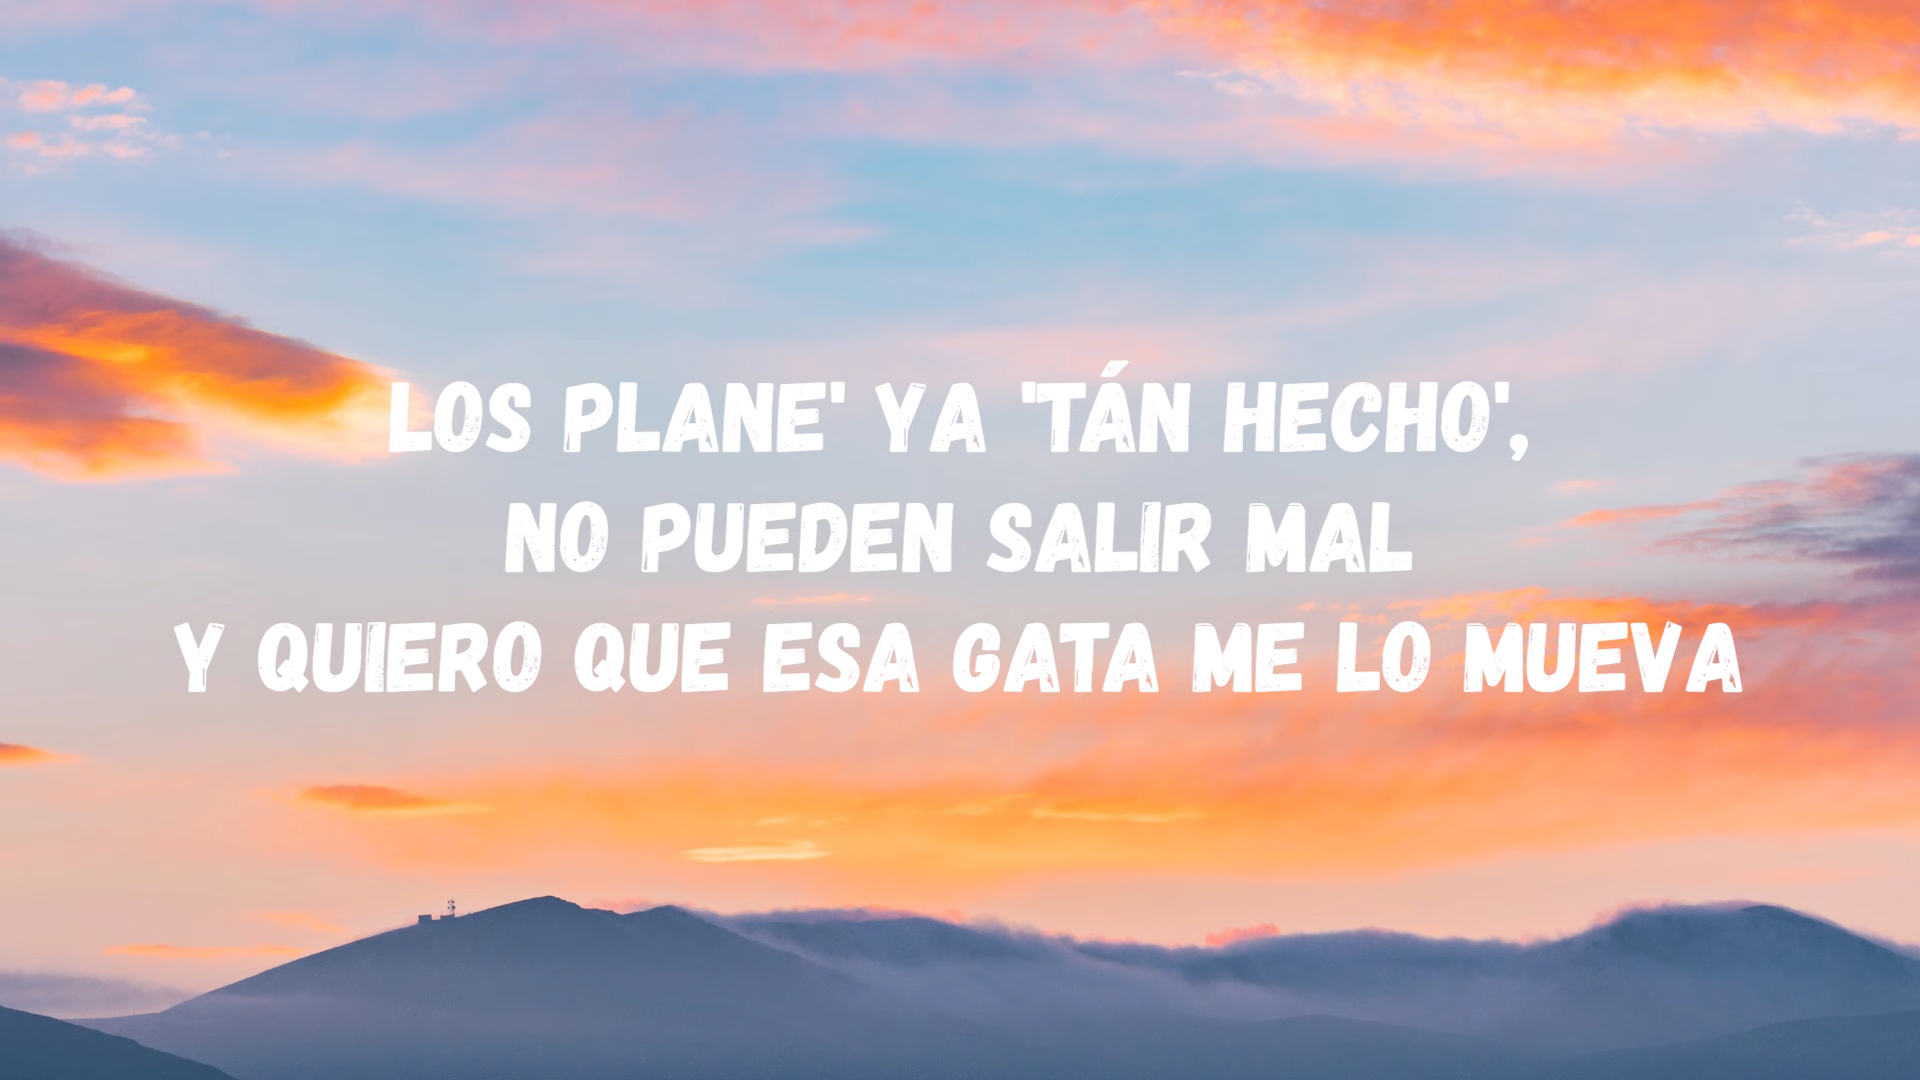 LOS PLANE' YA 'TÁN HECHO',
NO PUEDEN SALIR MAL
Y QUIERO QUE ESA GATA ME LO MUEVA